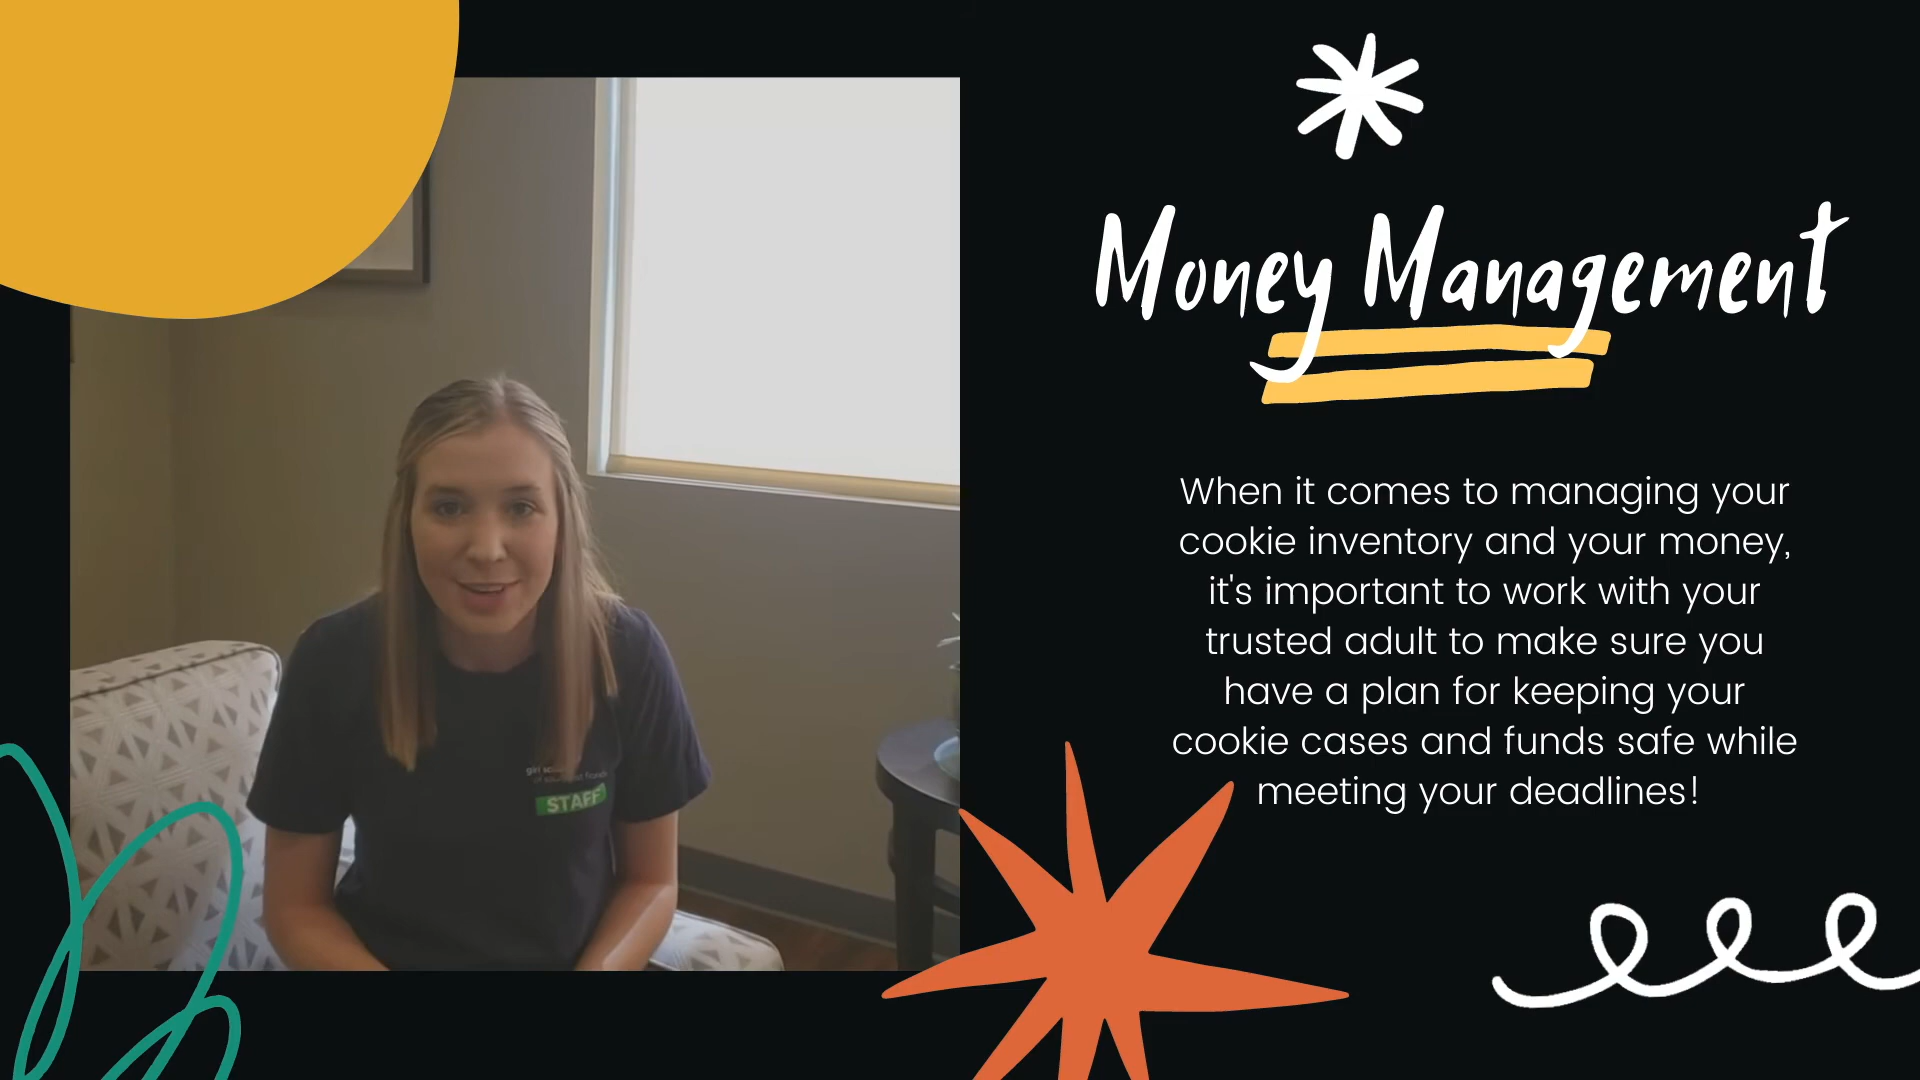 Money Management
When it comes to managing your
cookie inventory and your money,
it's important to work with your
trusted adult to make sure you
have a plan for keeping your
cookie cases and funds safe while
meeting your deadlines!
girl
STAFF